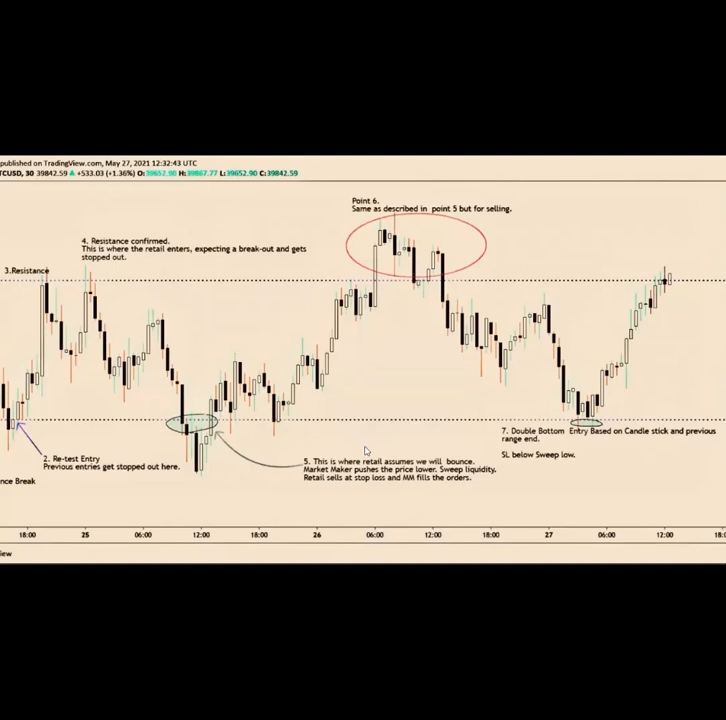 published on TradingView.com, May 27, 2021 12:32:43 UTC
TCUSD, 30 39842.59 ▲ +533.03 (+1.36%) O:39652.90 H:39867.77 L:39652.90 C:39842.59
Point 6.
Same as described in point 5 but for selling.
4. Resistance confirmed.
This is where the retail enters, expecting a break-out and gets
stopped out.
3.Resistance
7. Double Bottom Entry Based on Candle stick and previous
range end.
SL below Sweep low.
2. Re-test Entry
Previous entries get stopped out here.
5. This is where retail assumes we will bounce.
Market Maker pushes the price lower. Sweep liquidity.
Retail sells at stop loss and MM fills the orders.
nce Break
18:00 25 06:00 12:00 18:00 26 06:00 12:00 18:00 27 06:00 12:00 18:0
iew